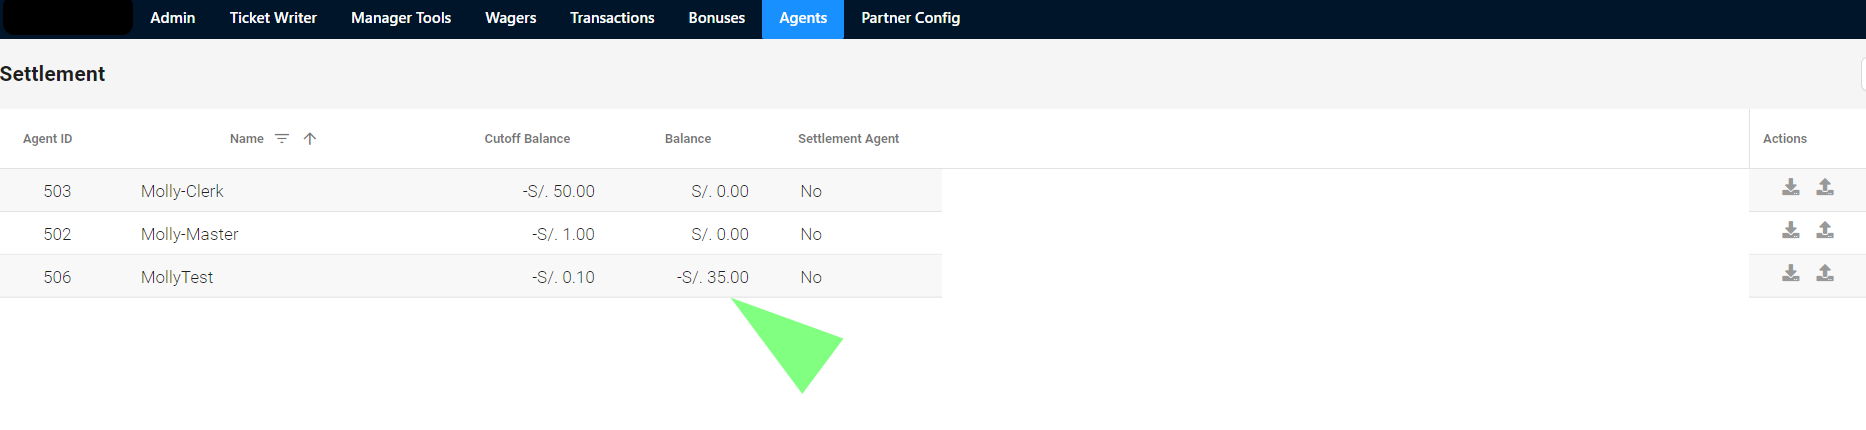 Admin Ticket Writer Manager Tools Wagers Transactions Bonuses Agents Partner Config
Settlement
Agent ID Name Cutoff Balance Balance Settlement Agent Actions
503 Molly-Clerk -S/. 50.00 S/. 0.00 No
502 Molly-Master -S/. 1.00 S/. 0.00 No
506 MollyTest -S/. 0.10 -S/. 35.00 No